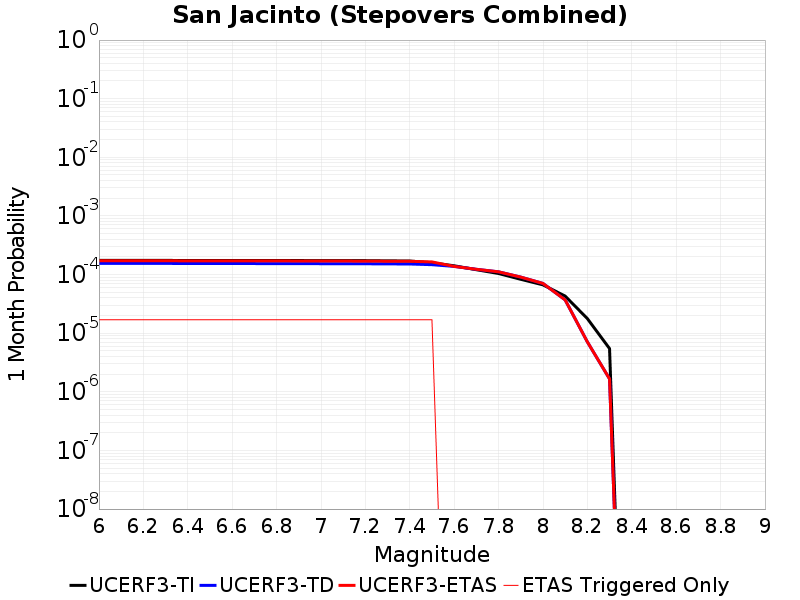 San Jacinto (Stepovers Combined)
10^0
10^-1
10^-2
10^-3
10^-4
10^-5
10^-6
10^-7
10^-8
1 Month Probability
6 6.2 6.4 6.6 6.8 7 7.2 7.4 7.6 7.8 8 8.2 8.4 8.6 8.8 9
Magnitude
UCERF3-TI UCERF3-TD UCERF3-ETAS ETAS Triggered Only